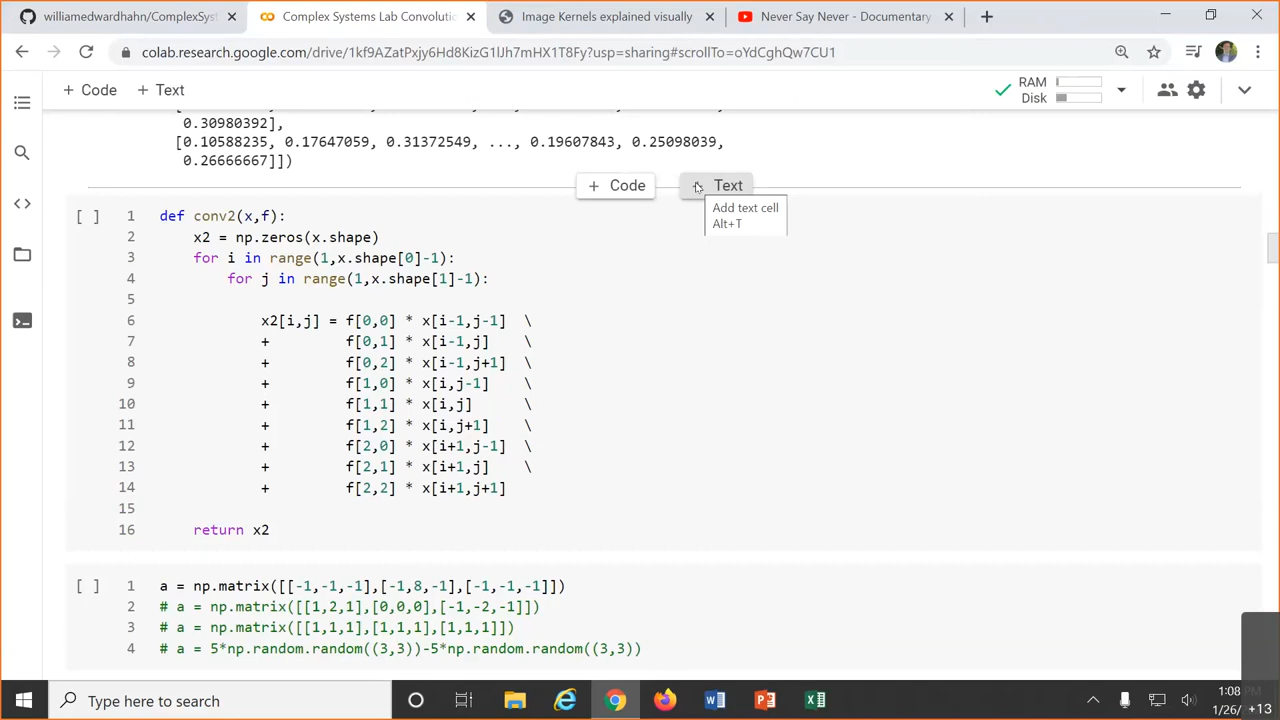 williamedwardhahn/ComplexSyst
Complex Systems Lab Convolutio
Image Kernels explained visually
Never Say Never - Documentary
colab.research.google.com/drive/1kf9AZatPxjy6Hd8KizG1lJh7mHX1T8Fy?usp=sharing#scrollTo=oYdCghQw7CU1
+ Code + Text
RAM
Disk
0.30980392],
[0.10588235, 0.17647059, 0.31372549, ..., 0.19607843, 0.25098039,
0.26666667]])
+ Code
Text
Add text cell
Alt+T
[ ]
1 def conv2(x,f):
2 x2 = np.zeros(x.shape)
3 for i in range(1,x.shape[0]-1):
4 for j in range(1,x.shape[1]-1):
5
6 x2[i,j] = f[0,0] * x[i-1,j-1] \
7 + f[0,1] * x[i-1,j] \
8 + f[0,2] * x[i-1,j+1] \
9 + f[1,0] * x[i,j-1] \
10 + f[1,1] * x[i,j] \
11 + f[1,2] * x[i,j+1] \
12 + f[2,0] * x[i+1,j-1] \
13 + f[2,1] * x[i+1,j] \
14 + f[2,2] * x[i+1,j+1]
15
16 return x2
[ ]
1 a = np.matrix([[-1,-1,-1],[-1,8,-1],[-1,-1,-1]])
2 # a = np.matrix([[1,2,1],[0,0,0],[-1,-2,-1]])
3 # a = np.matrix([[1,1,1],[1,1,1],[1,1,1]])
4 # a = 5*np.random.random((3,3))-5*np.random.random((3,3))
Type here to search
1:08
1/26/
+13